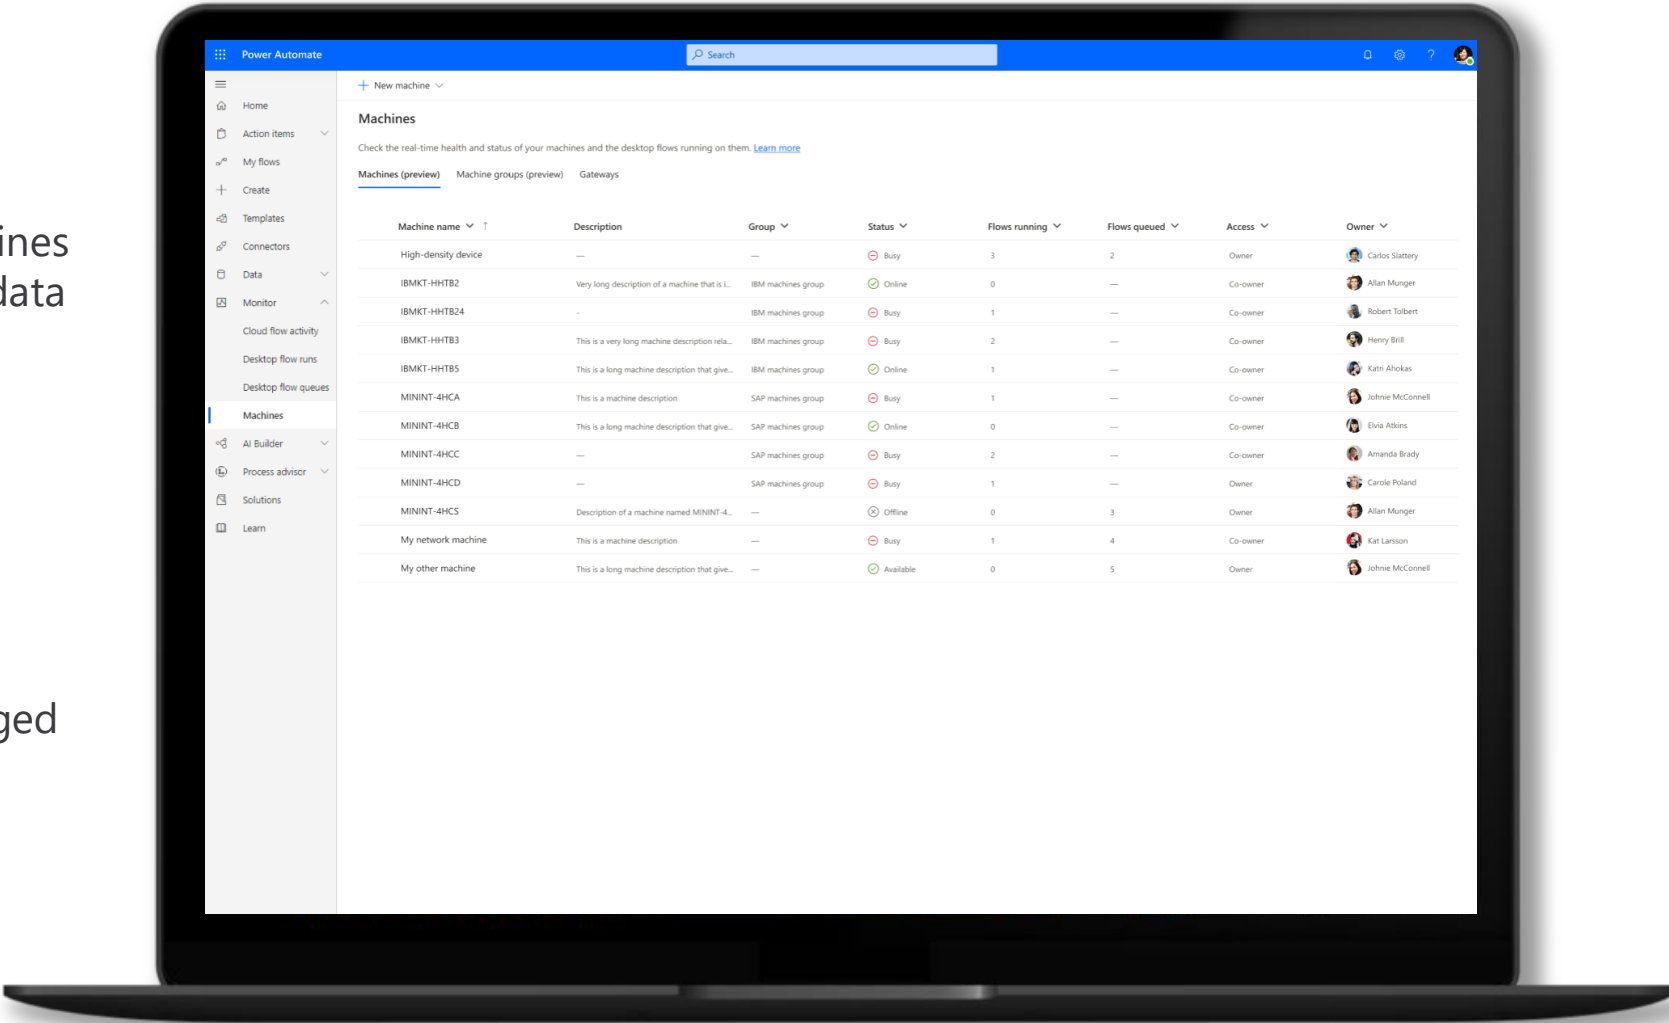 ines
data
ged
Power Automate
Search
?
New machine
Home
Action items
My flows
Create
Templates
Connectors
Data
Monitor
Cloud flow activity
Desktop flow runs
Desktop flow queues
Machines
AI Builder
Process advisor
Solutions
Learn
Machines
Check the real-time health and status of your machines and the desktop flows running on them. Learn more
Machines (preview) Machine groups (preview) Gateways
Machine name Description Group Status Flows running Flows queued Access Owner
High-density device — — Busy 3 2 Owner Carlos Slattery
IBMKT-HHTB2 Very long description of a machine that is i... IBM machines group Online 0 — Co-owner Allan Munger
IBMKT-HHTB24 - IBM machines group Busy 1 — Co-owner Robert Tolbert
IBMKT-HHTB3 This is a very long machine description rela... IBM machines group Busy 2 — Co-owner Henry Brill
IBMKT-HHTB5 This is a long machine description that give... IBM machines group Online 1 — Co-owner Katri Ahokas
MININT-4HCA This is a machine description SAP machines group Busy 1 — Co-owner Johnie McConnell
MININT-4HCB This is a long machine description that give... SAP machines group Online 0 — Co-owner Elvia Atkins
MININT-4HCC — SAP machines group Busy 2 — Co-owner Amanda Brady
MININT-4HCD — SAP machines group Busy 1 — Owner Carole Poland
MININT-4HCS Description of a machine named MININT-4... — Offline 0 3 Owner Allan Munger
My network machine This is a machine description — Busy 1 4 Co-owner Kat Larsson
My other machine This is a long machine description that give... — Available 0 5 Owner Johnie McConnell